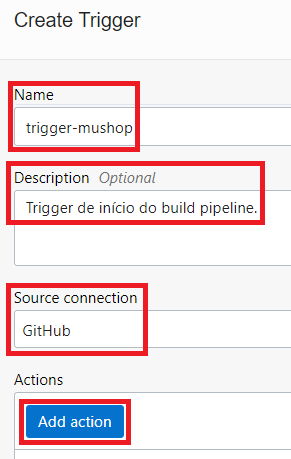 Create Trigger
Name
trigger-mushop
Description Optional
Trigger de início do build pipeline.
Source connection
GitHub
Actions
Add action